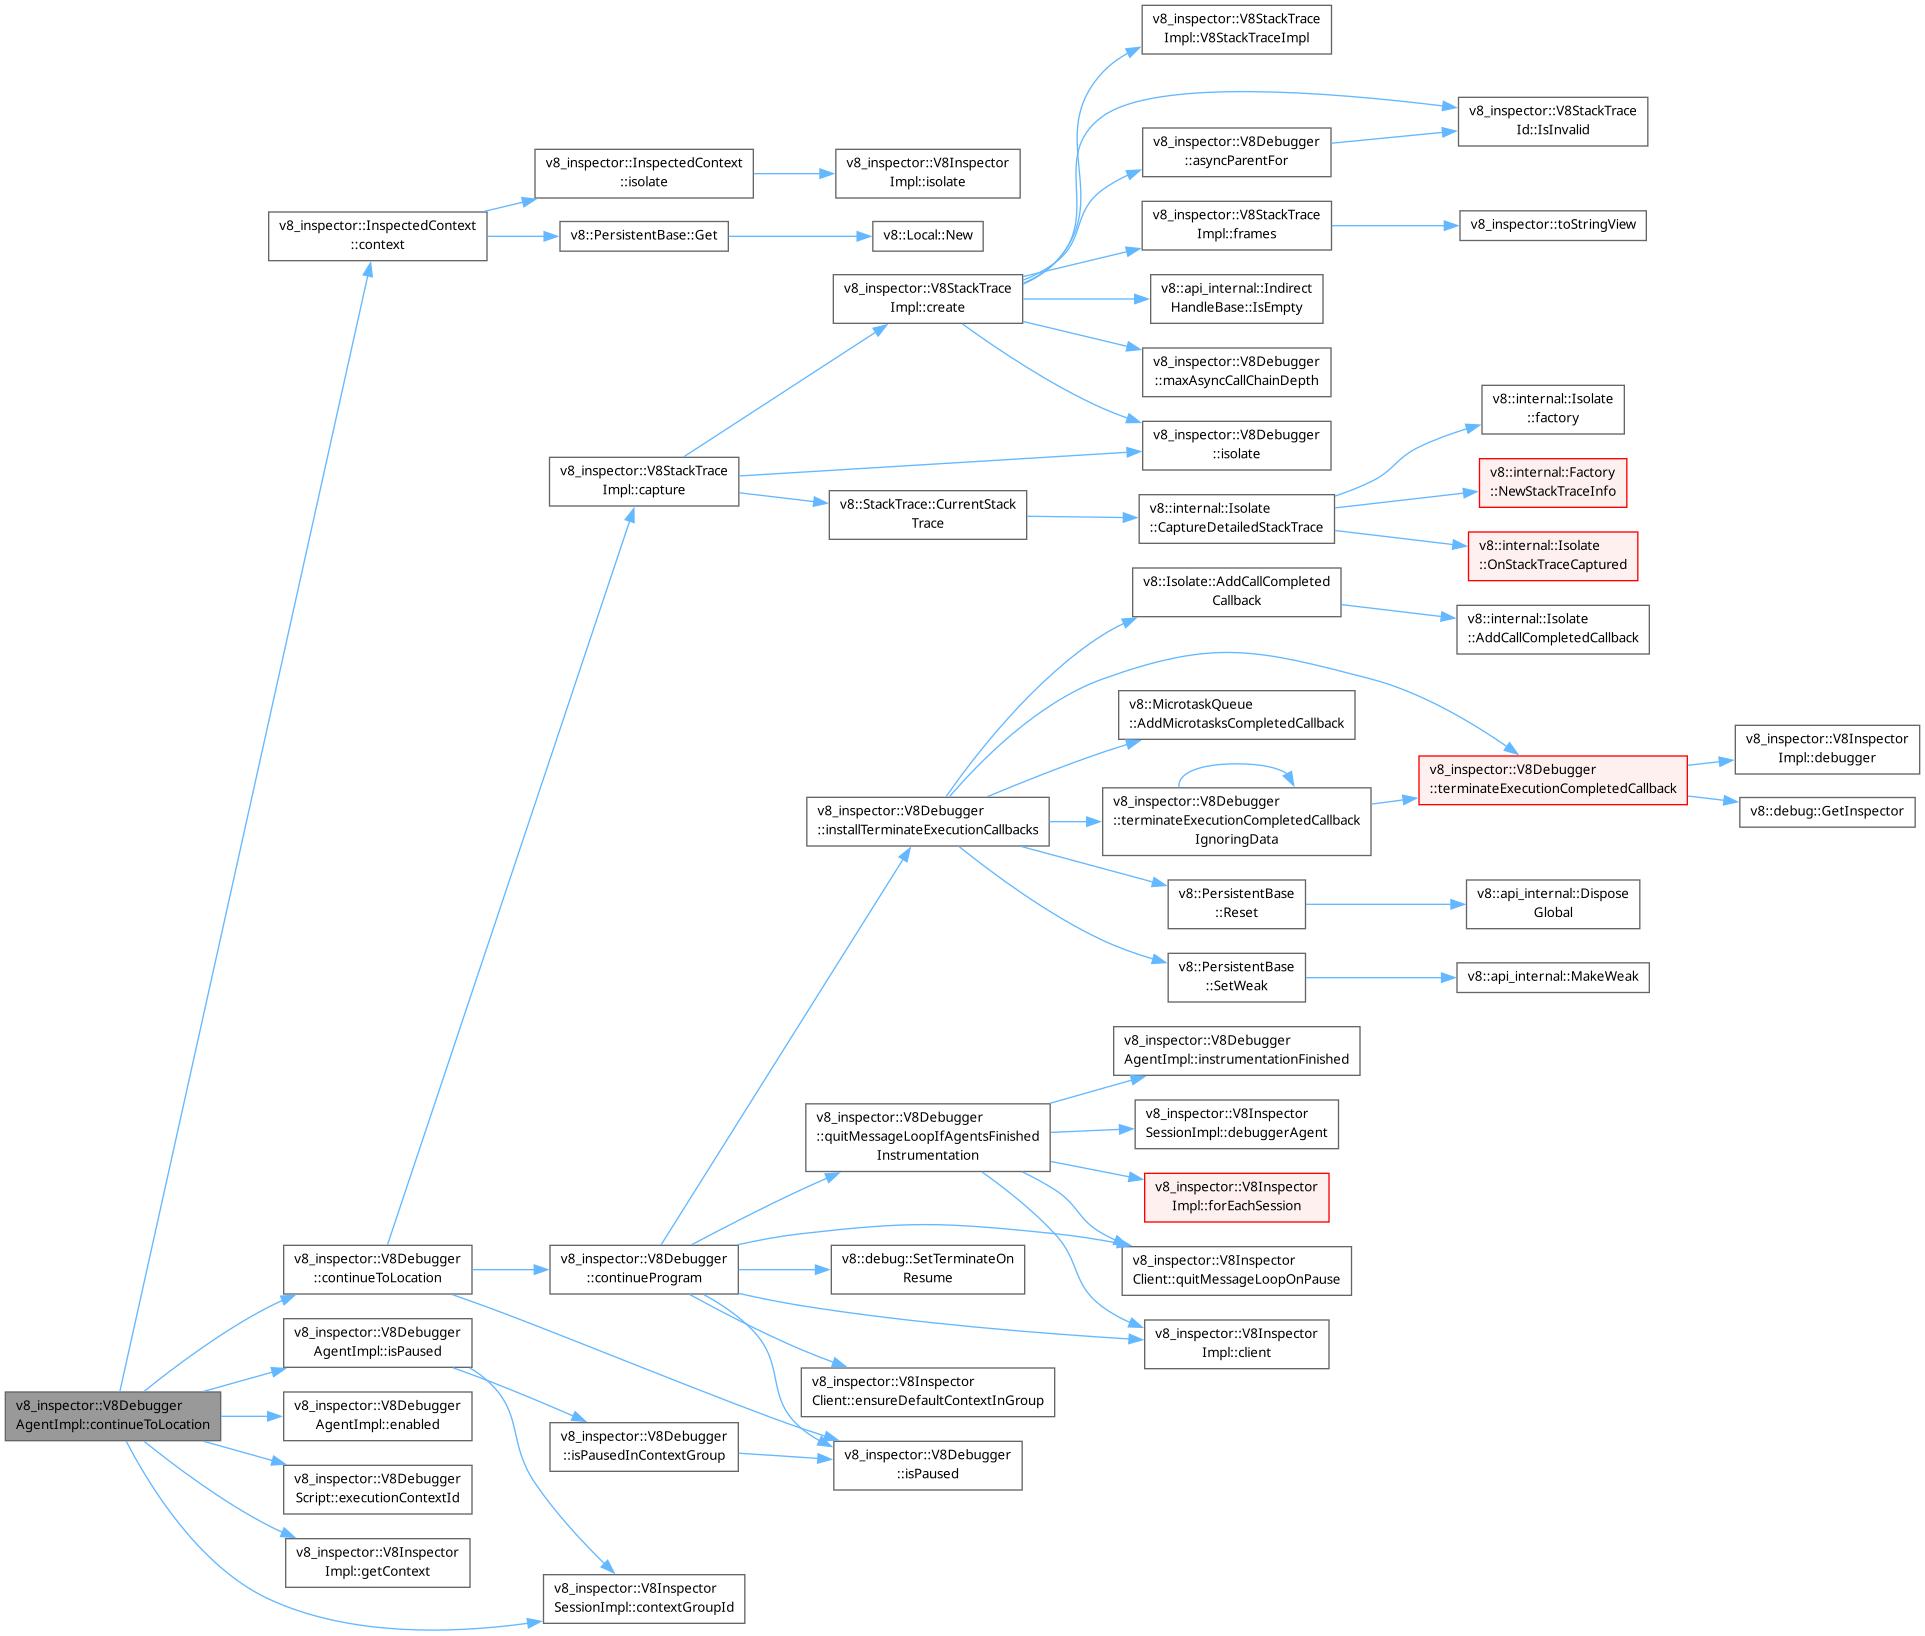 v8_inspector::V8StackTrace
Impl::V8StackTraceImpl
v8_inspector::V8StackTrace
Id::IsInvalid
v8_inspector::V8Debugger
::asyncParentFor
v8_inspector::InspectedContext
::isolate
v8_inspector::V8Inspector
Impl::isolate
v8_inspector::InspectedContext
::context
v8::PersistentBase::Get
v8::Local::New
v8_inspector::V8StackTrace
Impl::frames
v8_inspector::toStringView
v8_inspector::V8StackTrace
Impl::create
v8::api_internal::Indirect
HandleBase::IsEmpty
v8_inspector::V8Debugger
::maxAsyncCallChainDepth
v8::internal::Isolate
::factory
v8_inspector::V8Debugger
::isolate
v8_inspector::V8StackTrace
Impl::capture
v8::internal::Factory
::NewStackTraceInfo
v8::StackTrace::CurrentStack
Trace
v8::internal::Isolate
::CaptureDetailedStackTrace
v8::internal::Isolate
::OnStackTraceCaptured
v8::Isolate::AddCallCompleted
Callback
v8::internal::Isolate
::AddCallCompletedCallback
v8::MicrotaskQueue
::AddMicrotasksCompletedCallback
v8_inspector::V8Inspector
Impl::debugger
v8_inspector::V8Debugger
::terminateExecutionCompletedCallback
v8::debug::GetInspector
v8_inspector::V8Debugger
::installTerminateExecutionCallbacks
v8_inspector::V8Debugger
::terminateExecutionCompletedCallback
IgnoringData
v8::PersistentBase
::Reset
v8::api_internal::Dispose
Global
v8::PersistentBase
::SetWeak
v8::api_internal::MakeWeak
v8_inspector::V8Debugger
AgentImpl::instrumentationFinished
v8_inspector::V8Debugger
::quitMessageLoopIfAgentsFinished
Instrumentation
v8_inspector::V8Inspector
SessionImpl::debuggerAgent
v8_inspector::V8Inspector
Impl::forEachSession
v8_inspector::V8Debugger
::continueToLocation
v8_inspector::V8Debugger
::continueProgram
v8::debug::SetTerminateOn
Resume
v8_inspector::V8Inspector
Client::quitMessageLoopOnPause
v8_inspector::V8Debugger
AgentImpl::isPaused
v8_inspector::V8Inspector
Impl::client
v8_inspector::V8Inspector
Client::ensureDefaultContextInGroup
v8_inspector::V8Debugger
AgentImpl::continueToLocation
v8_inspector::V8Debugger
AgentImpl::enabled
v8_inspector::V8Debugger
::isPausedInContextGroup
v8_inspector::V8Debugger
::isPaused
v8_inspector::V8Debugger
Script::executionContextId
v8_inspector::V8Inspector
Impl::getContext
v8_inspector::V8Inspector
SessionImpl::contextGroupId